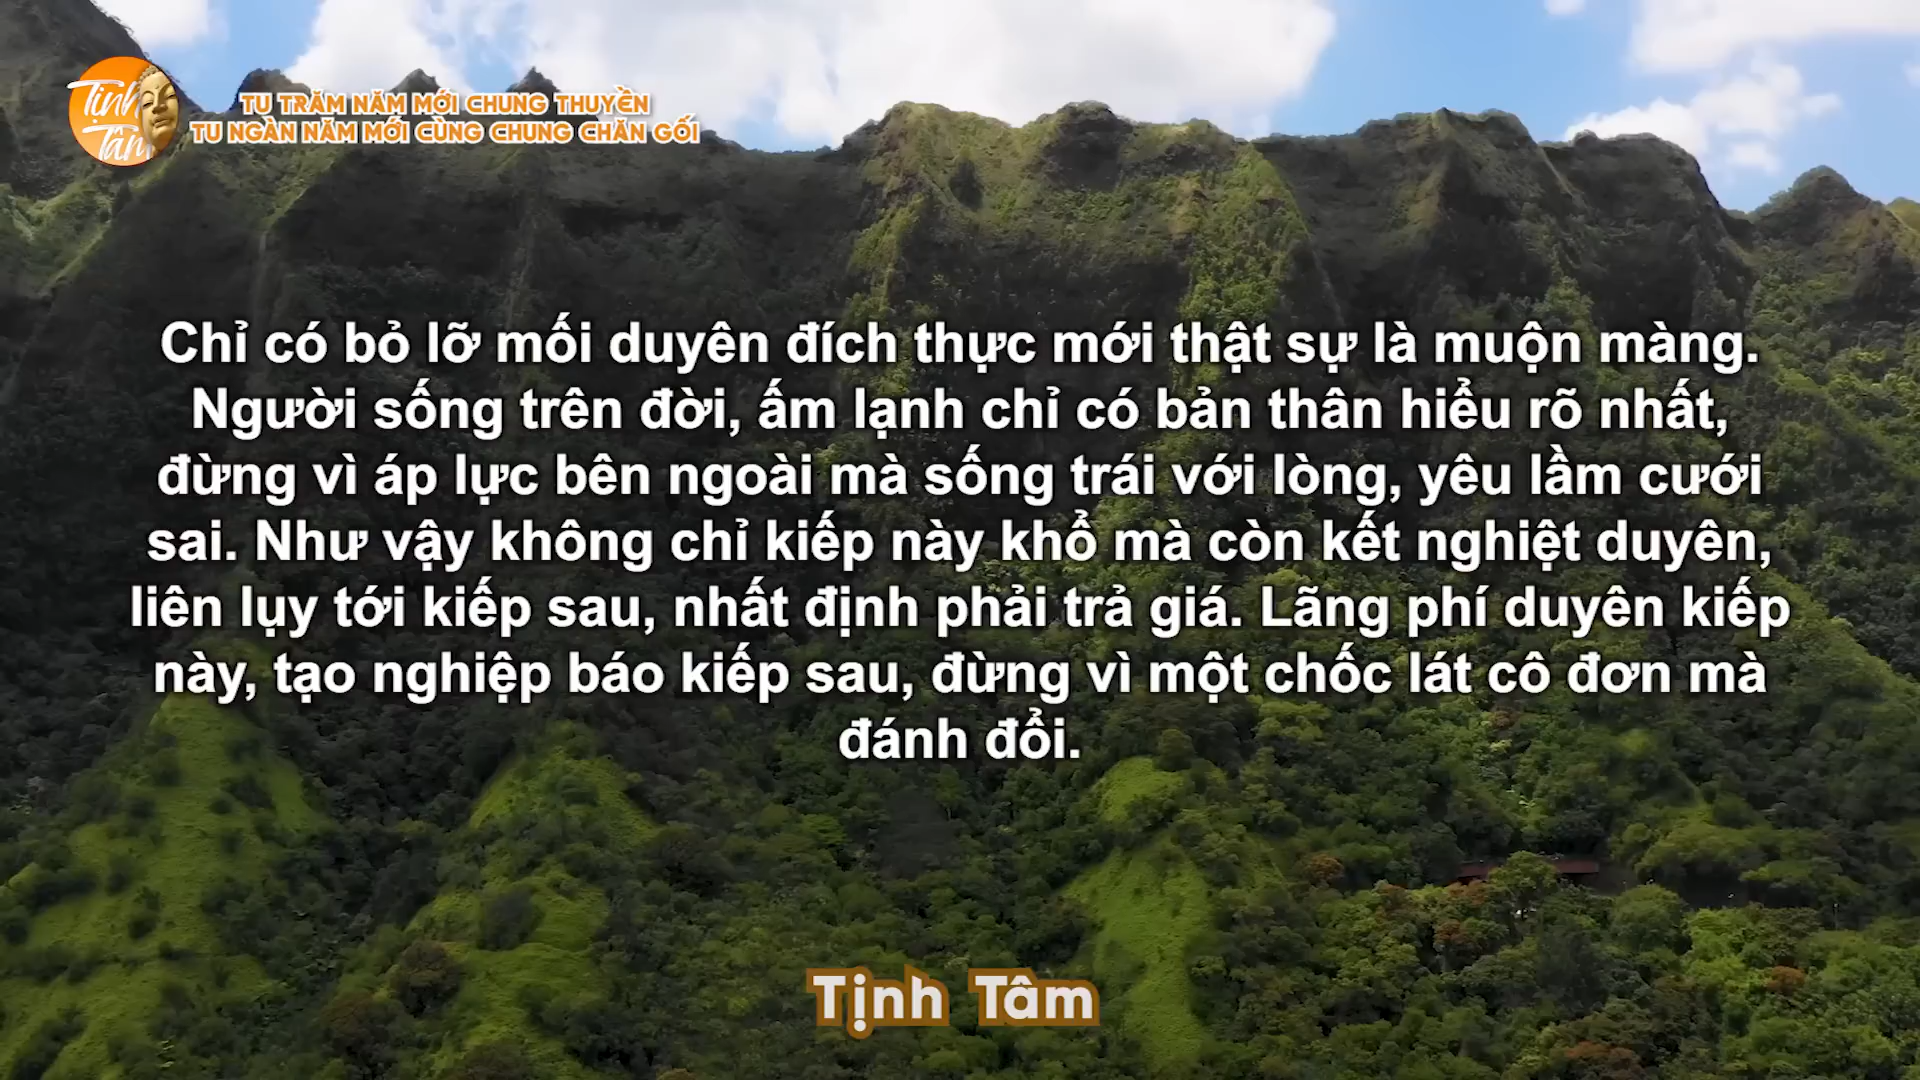 Tịnh
Tâm
TU TRĂM NĂM MỚI CHUNG THUYỀN
TU NGÀN NĂM MỚI CÙNG CHUNG CHĂN GỐI
Chỉ có bỏ lỡ mối duyên đích thực mới thật sự là muộn màng.
Người sống trên đời, ấm lạnh chỉ có bản thân hiểu rõ nhất,
đừng vì áp lực bên ngoài mà sống trái với lòng, yêu lầm cưới
sai. Như vậy không chỉ kiếp này khổ mà còn kết nghiệt duyên,
liên lụy tới kiếp sau, nhất định phải trả giá. Lãng phí duyên kiếp
này, tạo nghiệp báo kiếp sau, đừng vì một chốc lát cô đơn mà
đánh đổi.
Tịnh Tâm